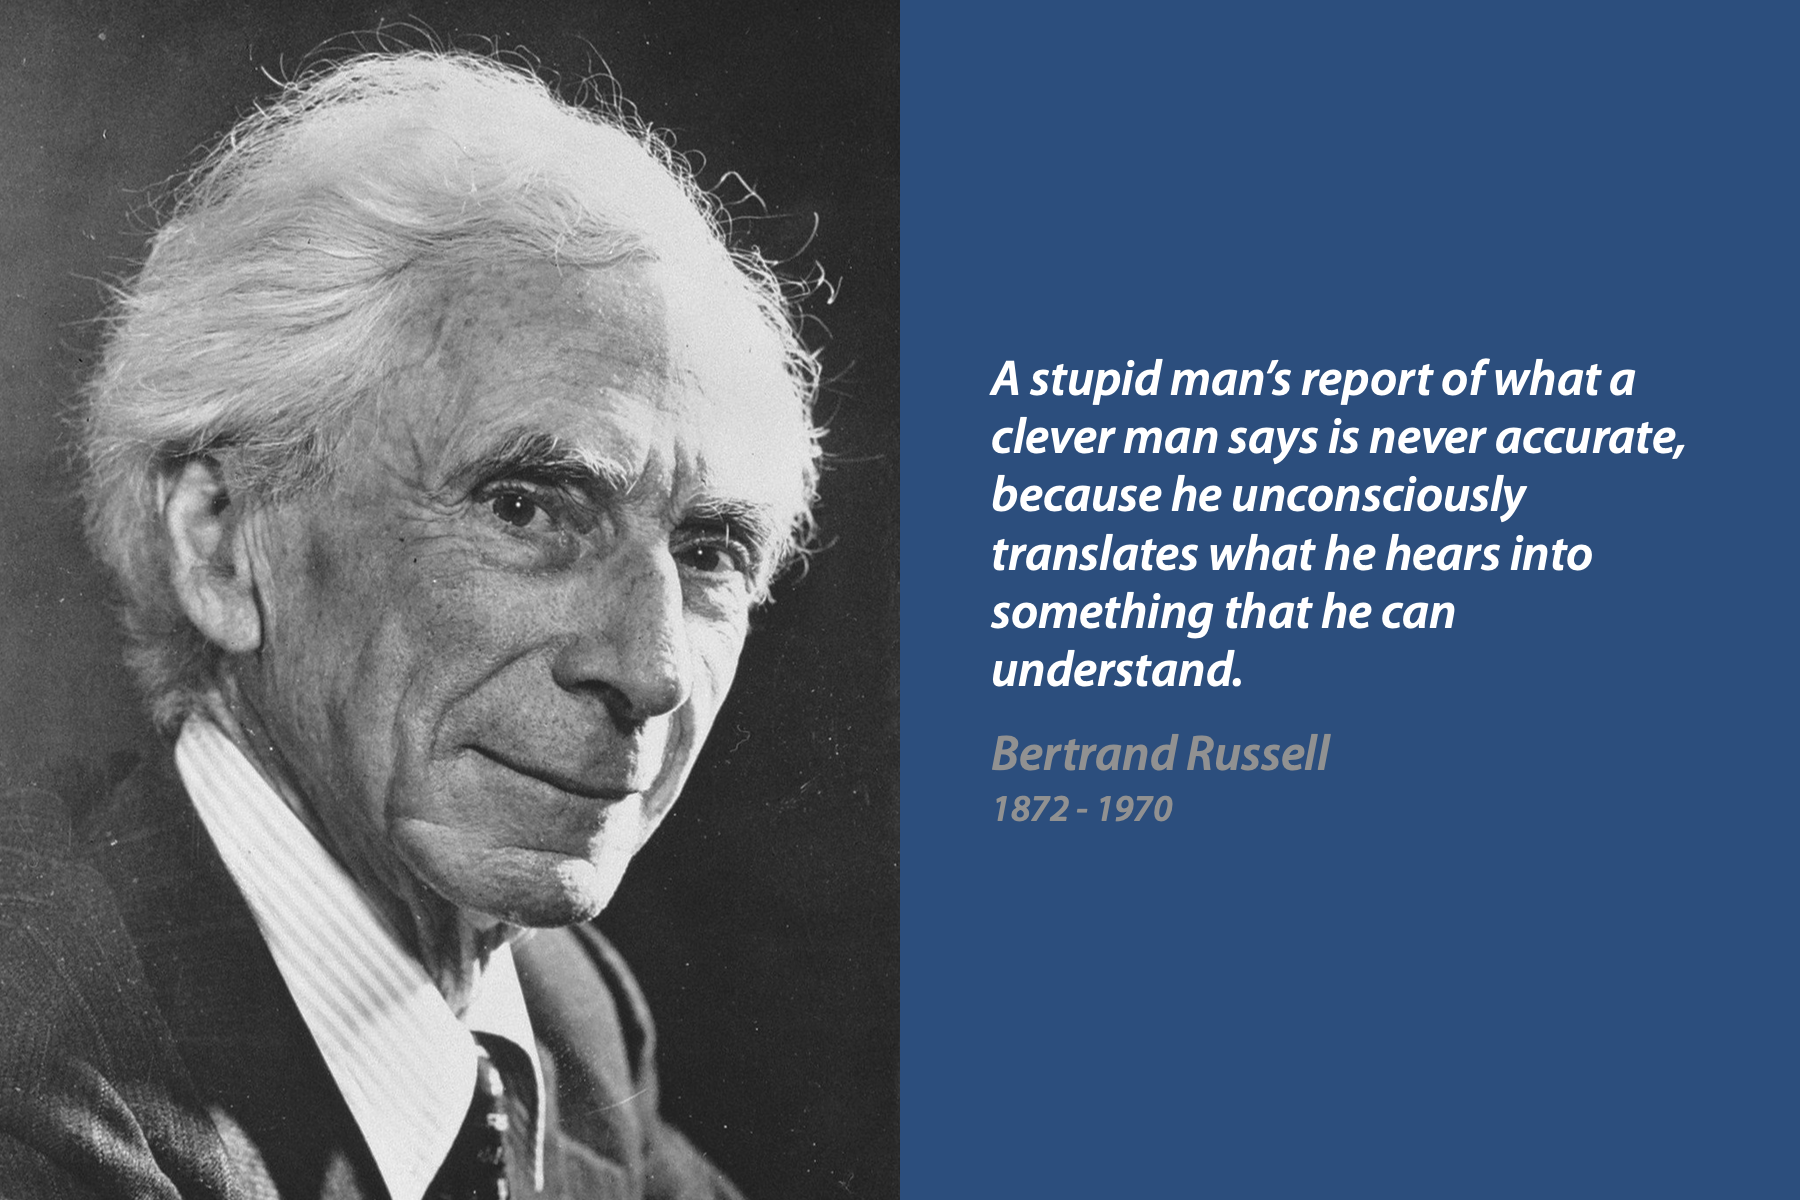 A stupid man’s report of what a
clever man says is never accurate,
because he unconsciously
translates what he hears into
something that he can
understand.
Bertrand Russell
1872 - 1970